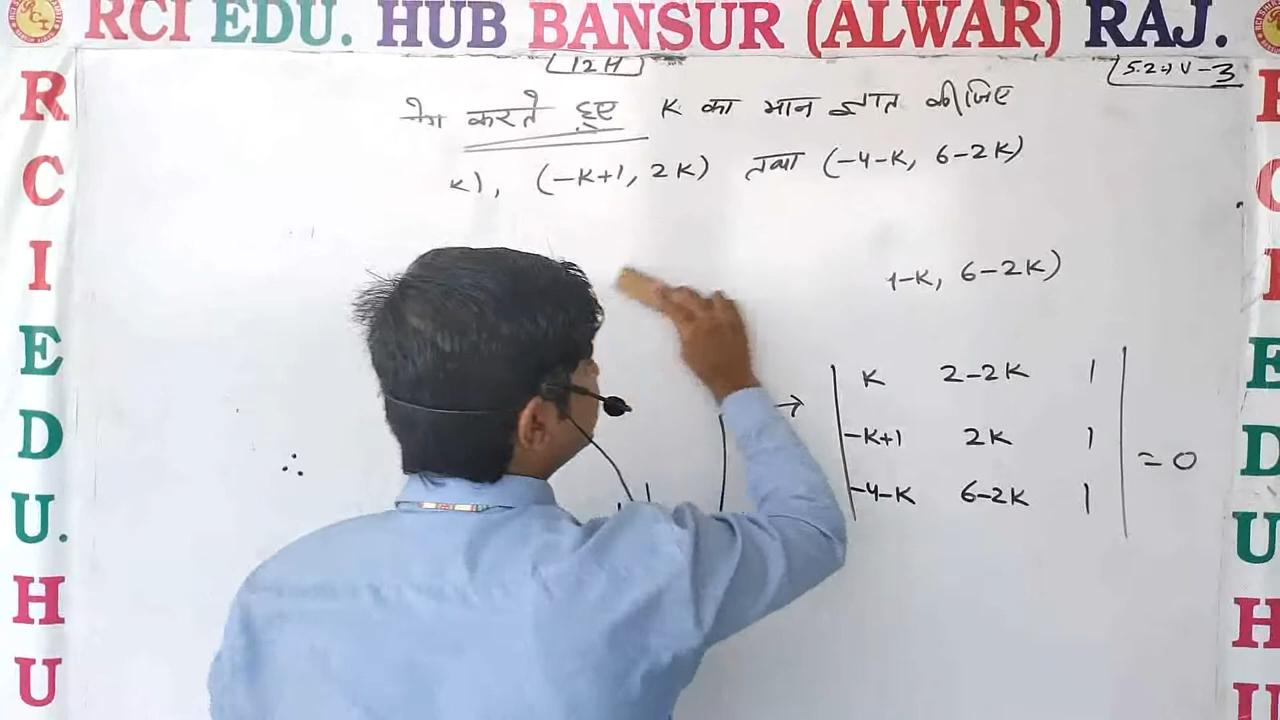 RCI EDU. HUB BANSUR (ALWAR) RAJ.
12H
5.2→V-3
करते हुए K का मान ज्ञात कीजिए
K), (-K+1, 2K) तथा (-4-K, 6-2K)
-K, 6-2K)
→ | K 2-2K 1 |
| -K+1 2K 1 | = 0
| -4-K 6-2K 1 |
∴
R
C
I
E
D
U.
H
U
R
C
I
E
D
U
H
U